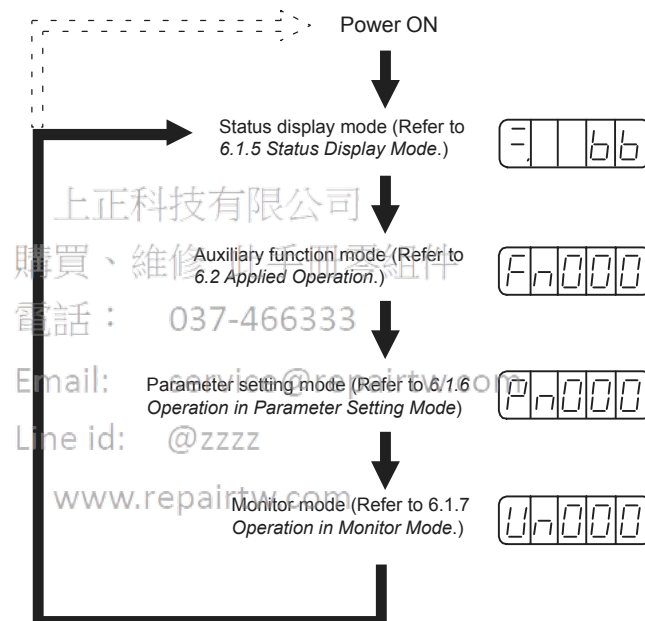 Power ON
Status display mode (Refer to
6.1.5 Status Display Mode.)
bb
上正科技有限公司
Auxiliary function mode (Refer to
購買、維修
6.2 Applied Operation.)
Fn000
電話： 037-466333
Email: service@repairtw.com
Parameter setting mode (Refer to 6.1.6
Operation in Parameter Setting Mode)
Pn000
Line id: @zzzz
www.repairtw.com
Monitor mode (Refer to 6.1.7
Operation in Monitor Mode.)
Un000